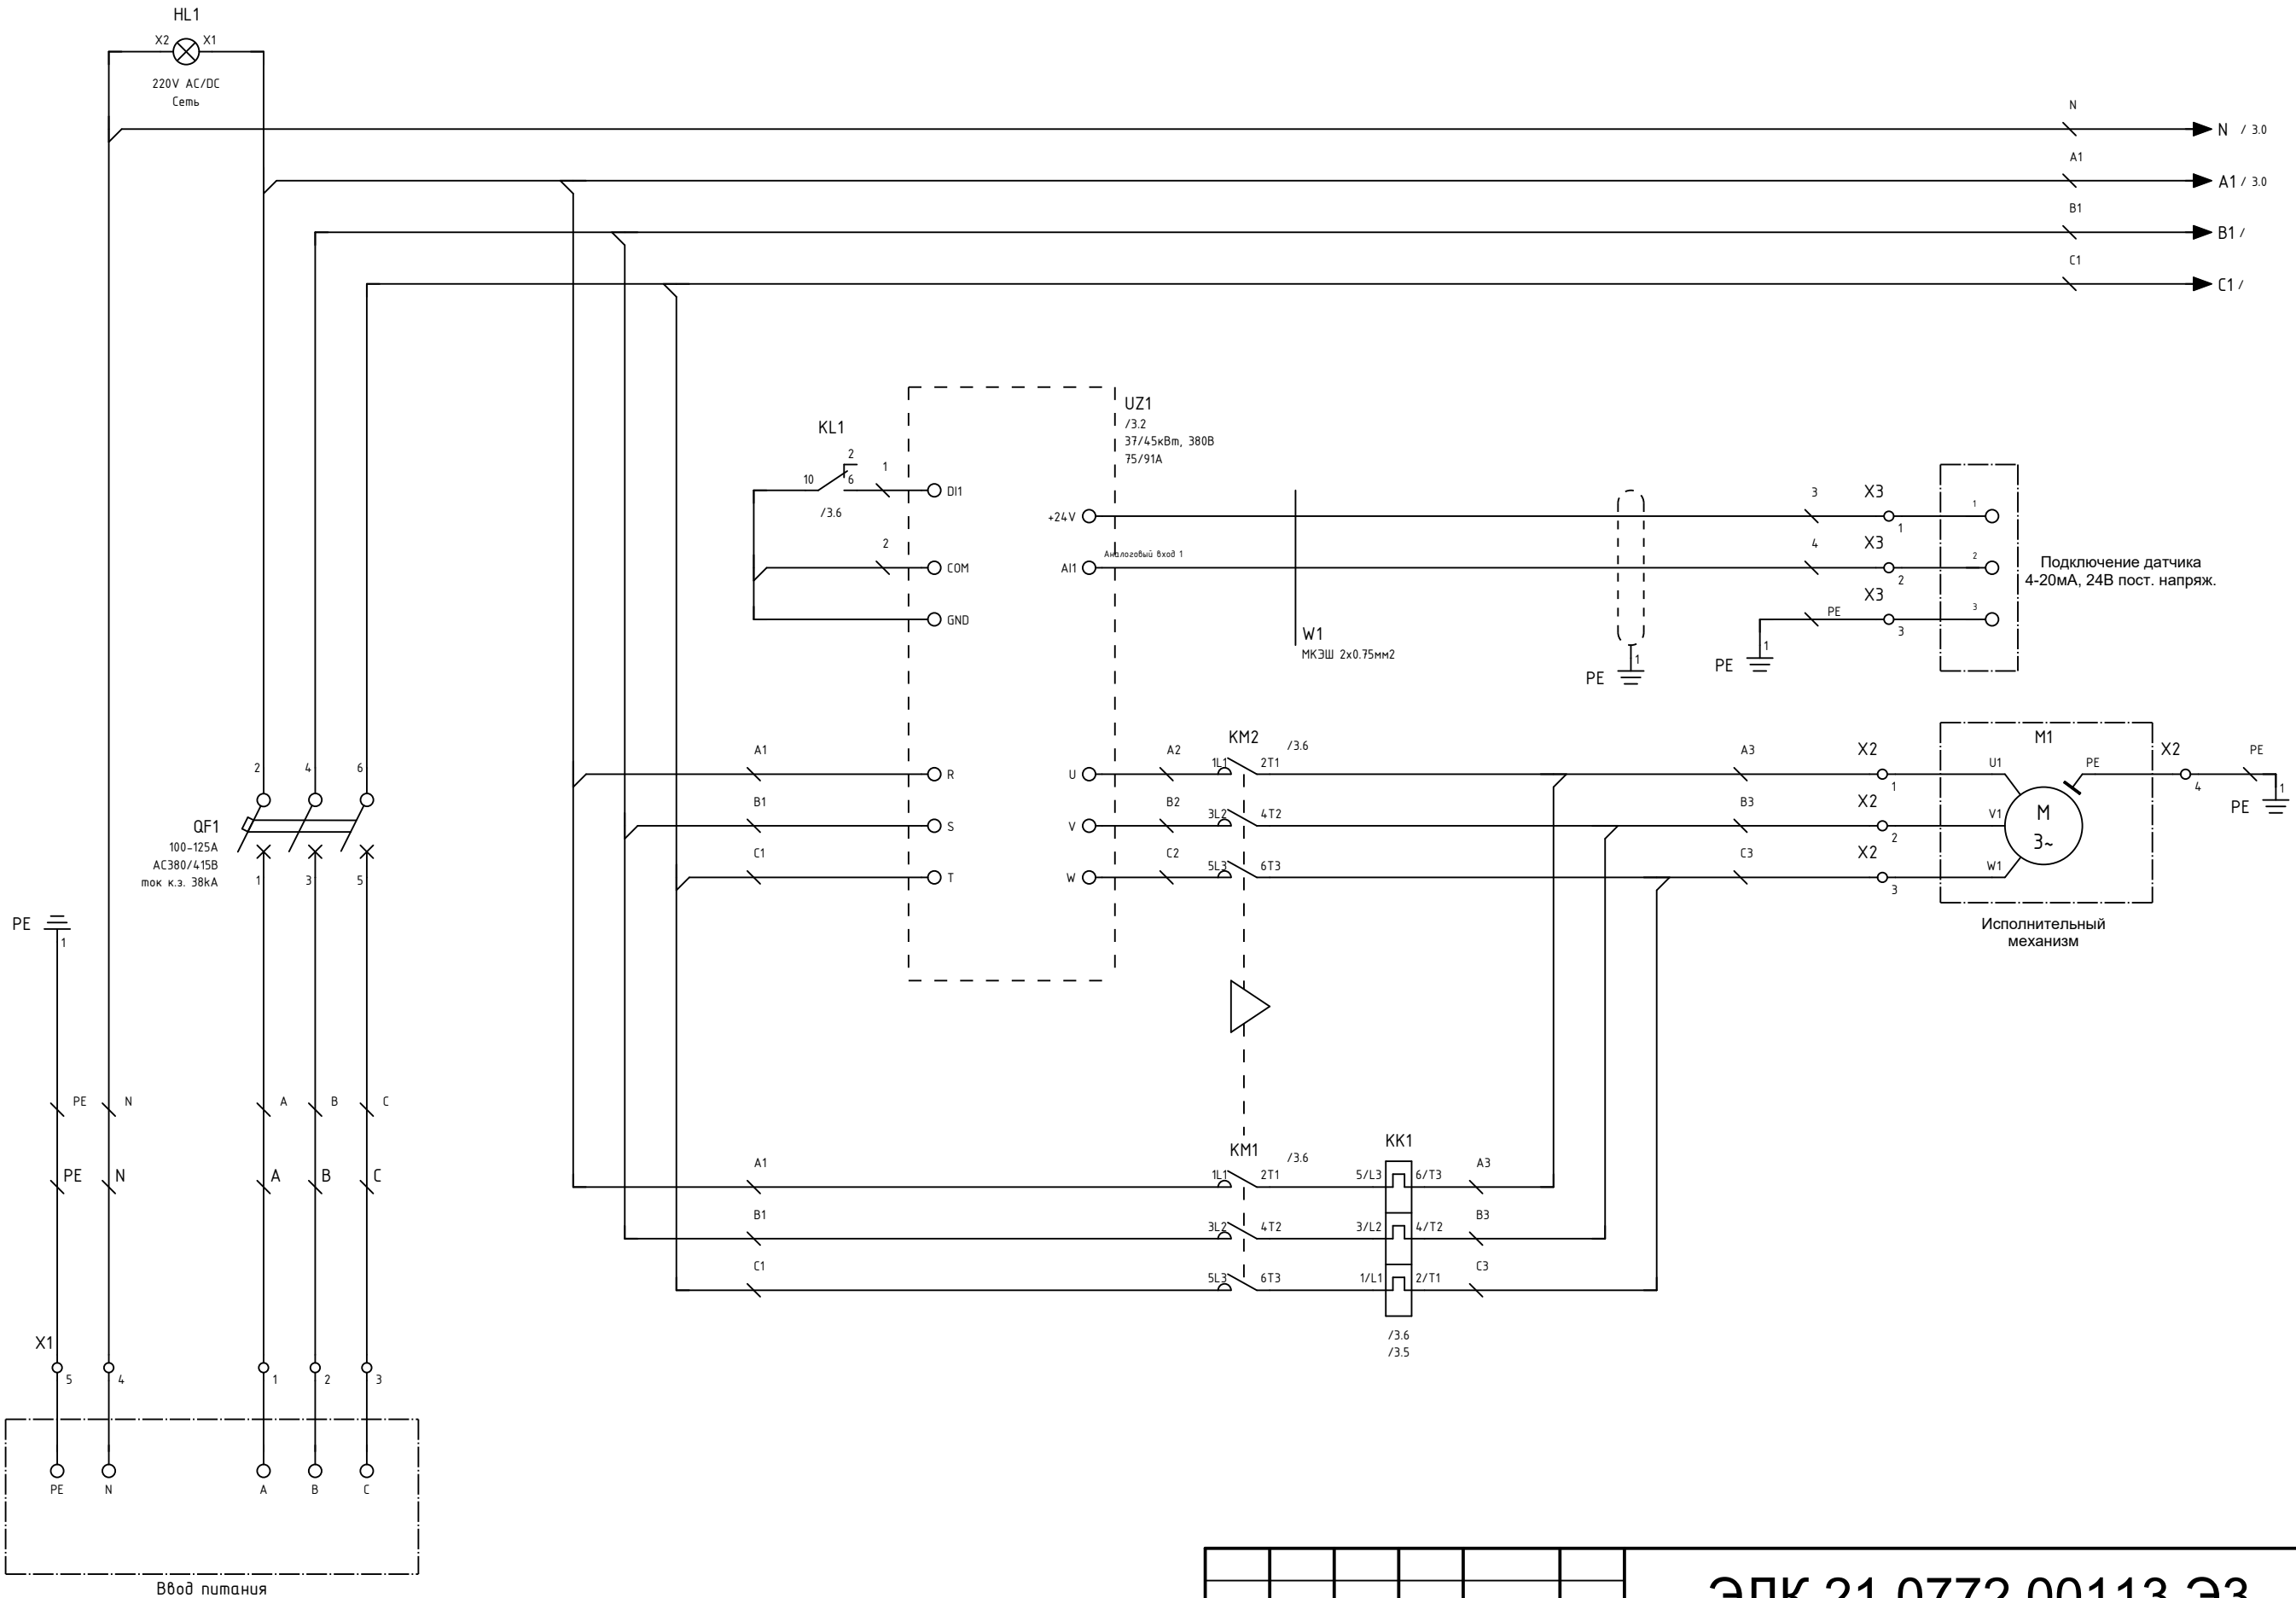 HL1
X2 X1
220V AC/DC
Сеть
N
N / 3.0
A1
A1 / 3.0
B1
B1 /
C1
C1 /
UZ1
/3.2
37/45кВт, 380В
75/91А
KL1
2
10 6 1
DI1
/3.6
+24V
3 X3
1
1
2
COM
Аналоговый вход 1
AI1
4 X3
2
2
Подключение датчика
4-20мА, 24В пост. напряж.
GND
W1
МКЭШ 2х0.75мм2
PE X3
3
3
PE 1
PE 1
A1
R
U
A2
KM2
/3.6
1L1 2T1
A3
X2
1
M1
U1
PE
X2
4
PE
PE 1
B1
S
V
B2
3L2 4T2
B3
X2
2
V1
M
3~
C1
T
W
C2
5L3 6T3
C3
X2
3
W1
Исполнительный
механизм
2 4 6
QF1
100-125А
АС380/415В
ток к.з. 38kA
1 3 5
PE
1
PE N A B C
PE N A B C
A1
KM1
/3.6
1L1 2T1
KK1
5/L3 6/T3
A3
B1
3L2 4T2
3/L2 4/T2
B3
C1
5L3 6T3
1/L1 2/T1
C3
/3.6
/3.5
X1
5 4 1 2 3
PE N A B C
Ввод питания
ЭЛК.21.0772.00113.Э3